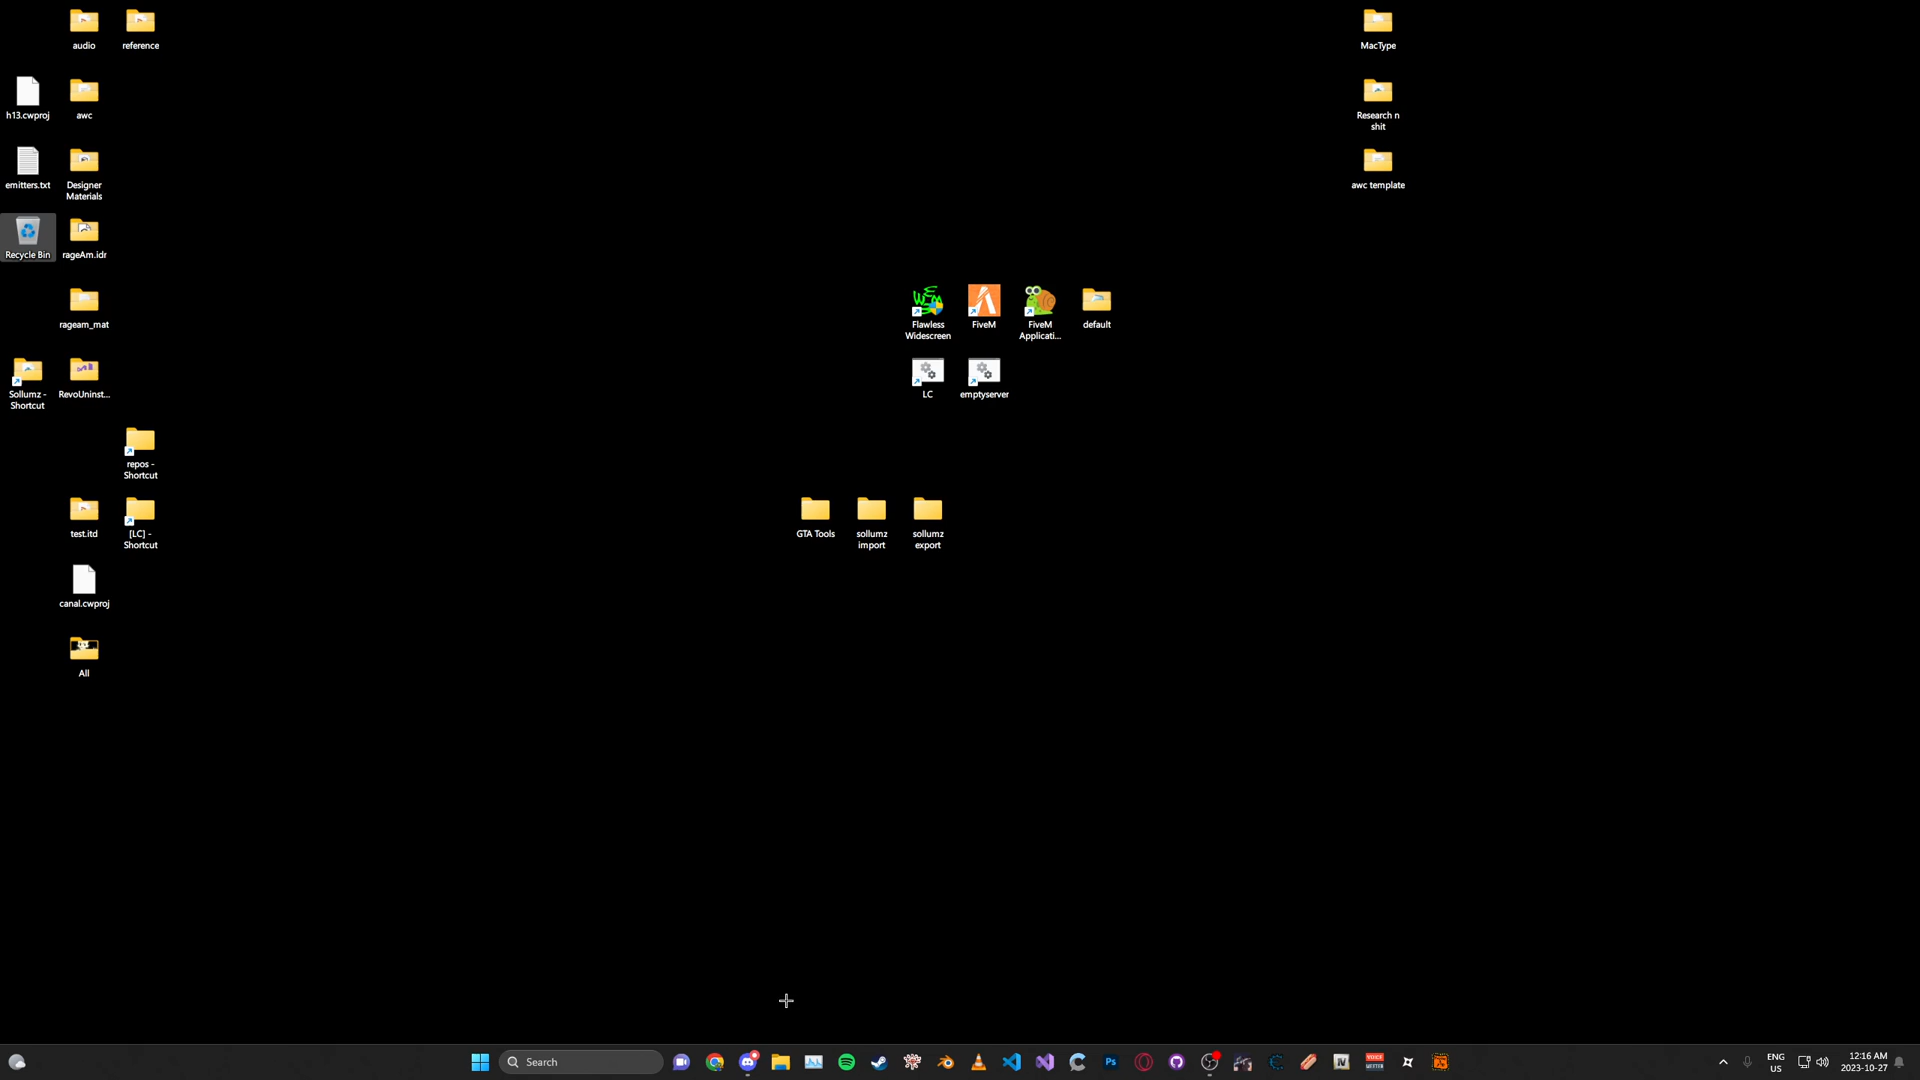 audio
reference
MacType
h13.cwproj
awc
Research n
shit
emitters.txt
Designer
Materials
awc template
Recycle Bin
rageAm.idr
rageam_mat
Flawless
Widescreen
FiveM
FiveM
Applicati...
default
Sollumz -
Shortcut
RevoUninst...
LC
emptyserver
repos -
Shortcut
test.itd
[LC] -
Shortcut
GTA Tools
sollumz
import
sollumz
export
canal.cwproj
All
Search
Ps
IV
ENG
US
12:16 AM
2023-10-27